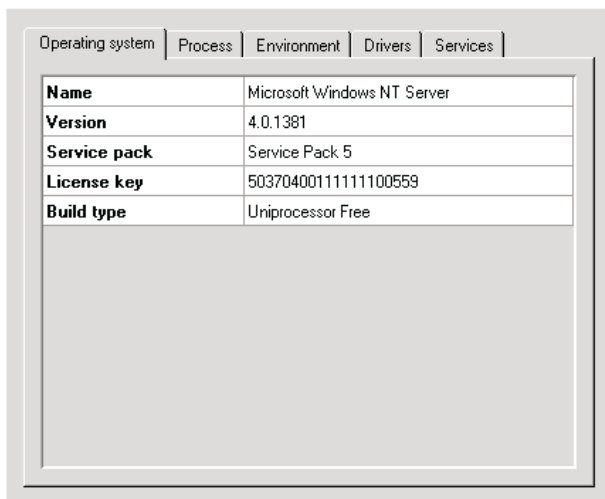 Operating system Process Environment Drivers Services
Name Microsoft Windows NT Server
Version 4.0.1381
Service pack Service Pack 5
License key 50370400111111100559
Build type Uniprocessor Free